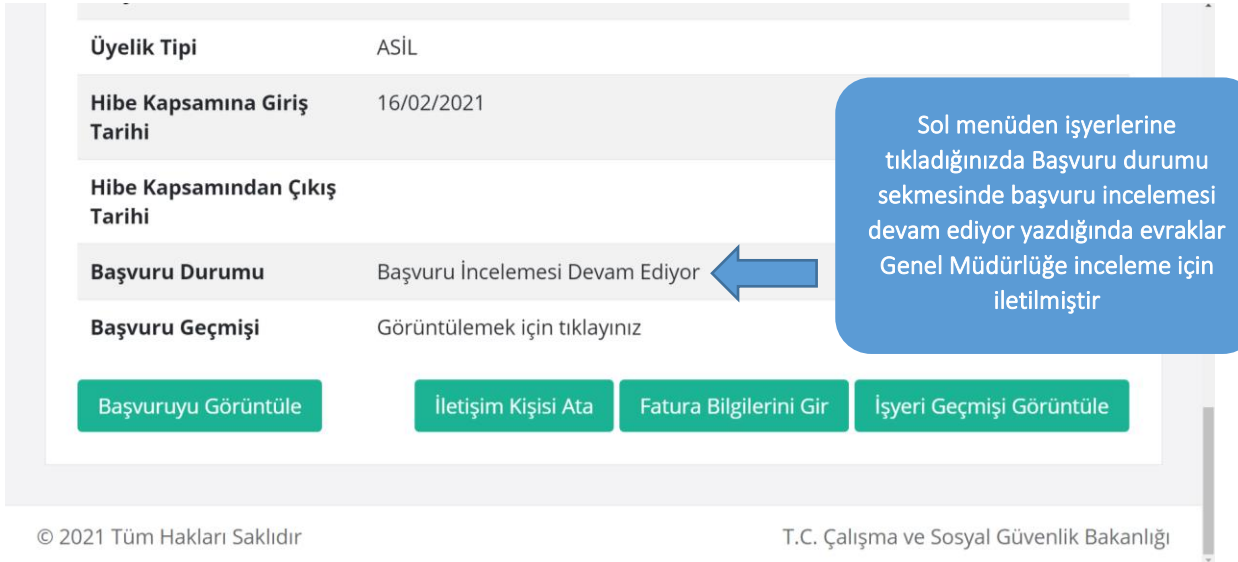 Üyelik Tipi ASİL
Hibe Kapsamına Giriş 16/02/2021
Tarihi
Hibe Kapsamından Çıkış
Tarihi
Başvuru Durumu Başvuru İncelemesi Devam Ediyor
Başvuru Geçmişi Görüntülemek için tıklayınız
Sol menüden işyerlerine
tıkladığınızda Başvuru durumu
sekmesinde başvuru incelemesi
devam ediyor yazdığında evraklar
Genel Müdürlüğe inceleme için
iletilmiştir
Başvuruyu Görüntüle İletişim Kişisi Ata Fatura Bilgilerini Gir İşyeri Geçmişi Görüntüle
© 2021 Tüm Hakları Saklıdır T.C. Çalışma ve Sosyal Güvenlik Bakanlığı